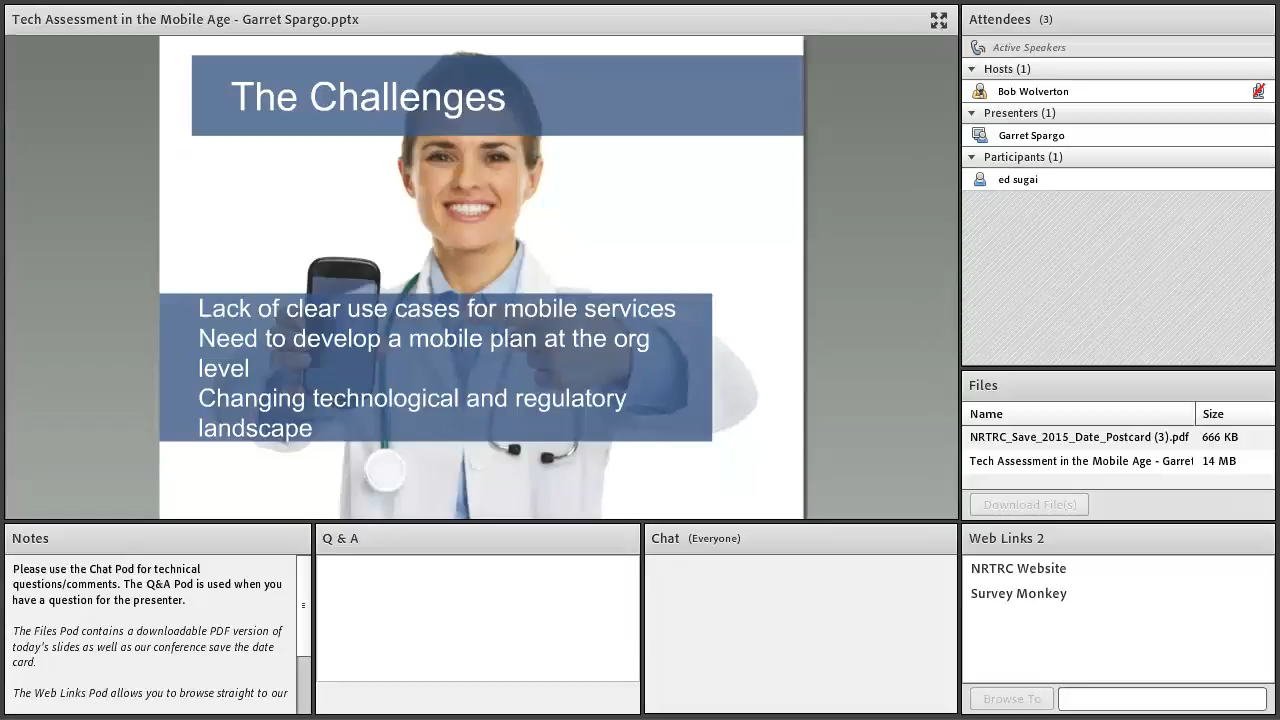 Tech Assessment in the Mobile Age - Garret Spargo.pptx
The Challenges
Lack of clear use cases for mobile services
Need to develop a mobile plan at the org
level
Changing technological and regulatory
landscape
Attendees (3)
Active Speakers
Hosts (1)
Bob Wolverton
Presenters (1)
Garret Spargo
Participants (1)
ed sugai
Files
Name Size
NRTRC_Save_2015_Date_Postcard (3).pdf 666 KB
Tech Assessment in the Mobile Age - Garret 14 MB
Download File(s)
Notes
Please use the Chat Pod for technical
questions/comments. The Q&A Pod is used when you
have a question for the presenter.
The Files Pod contains a downloadable PDF version of
today's slides as well as our conference save the date
card.
The Web Links Pod allows you to browse straight to our
Q & A
Chat (Everyone)
Web Links 2
NRTRC Website
Survey Monkey
Browse To